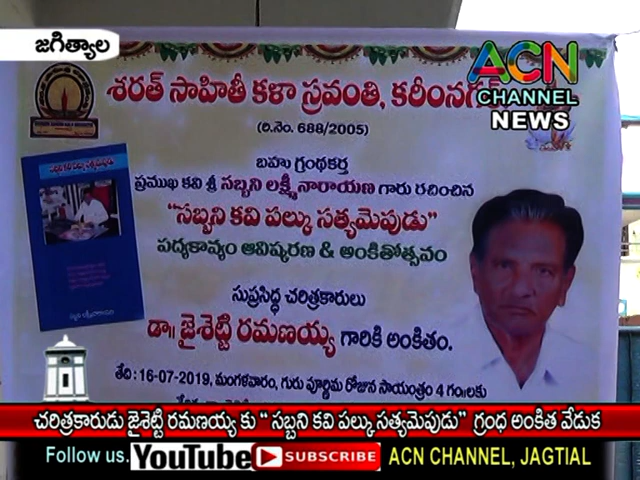 జగిత్యాల
ACN
CHANNEL
NEWS
శరత్ సాహితీ కళా స్రవంతి, కరీంనగర్
(రి.నెం. 688/2005)
బహు గ్రంథకర్త
ప్రముఖ కవి శ్రీ సబ్బని లక్ష్మీనారాయణ గారు రచించిన
"సబ్బని కవి పల్కు సత్యమెపుడు"
పద్యకావ్యం ఆవిష్కరణ & అంకితోత్సవం
సుప్రసిద్ధ చరిత్రకారులు
డా॥ జైశెట్టి రమణయ్య గారికి అంకితం.
తేది : 16-07-2019, మంగళవారం, గురు పూర్ణిమ రోజున సాయంత్రం 4 గం॥లకు
చరిత్రకారుడు జైశెట్టి రమణయ్య కు " సబ్బని కవి పల్కు సత్యమెపుడు" గ్రంధ అంకిత వేడుక
Follow us. YouTube SUBSCRIBE ACN CHANNEL, JAGTIAL